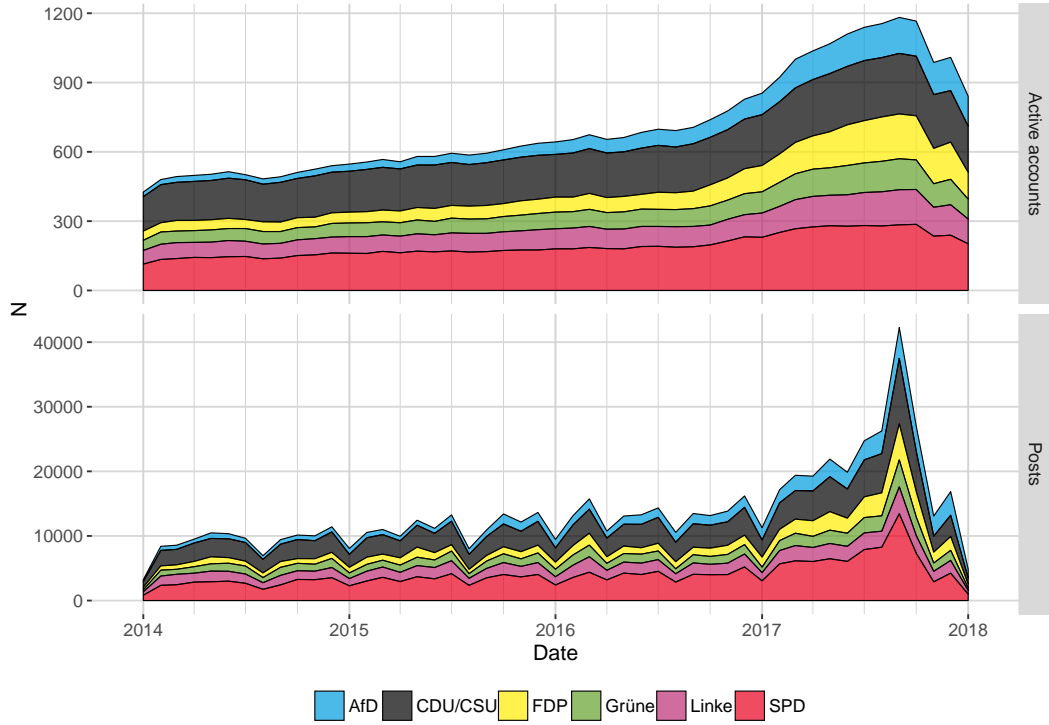 1200
900
600
300
0
Active accounts
N
40000
30000
20000
10000
0
Posts
2014 2015 2016 2017 2018
Date
AfD CDU/CSU FDP Grüne Linke SPD